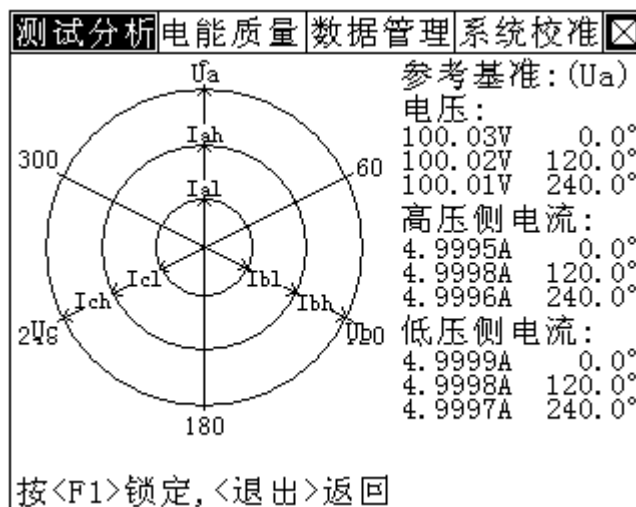 测试分析 电能质量 数据管理 系统校准
Ua
参考基准:(Ua)
电压:
100.03V 0.0°
100.02V 120.0°
100.01V 240.0°
高压侧电流:
4.9995A 0.0°
4.9998A 120.0°
4.9996A 240.0°
低压侧电流:
4.9999A 0.0°
4.9998A 120.0°
4.9997A 240.0°
Iah
300
60
Ial
Icl
Ibl
Ich
Ibh
180
按<F1>锁定,<退出>返回